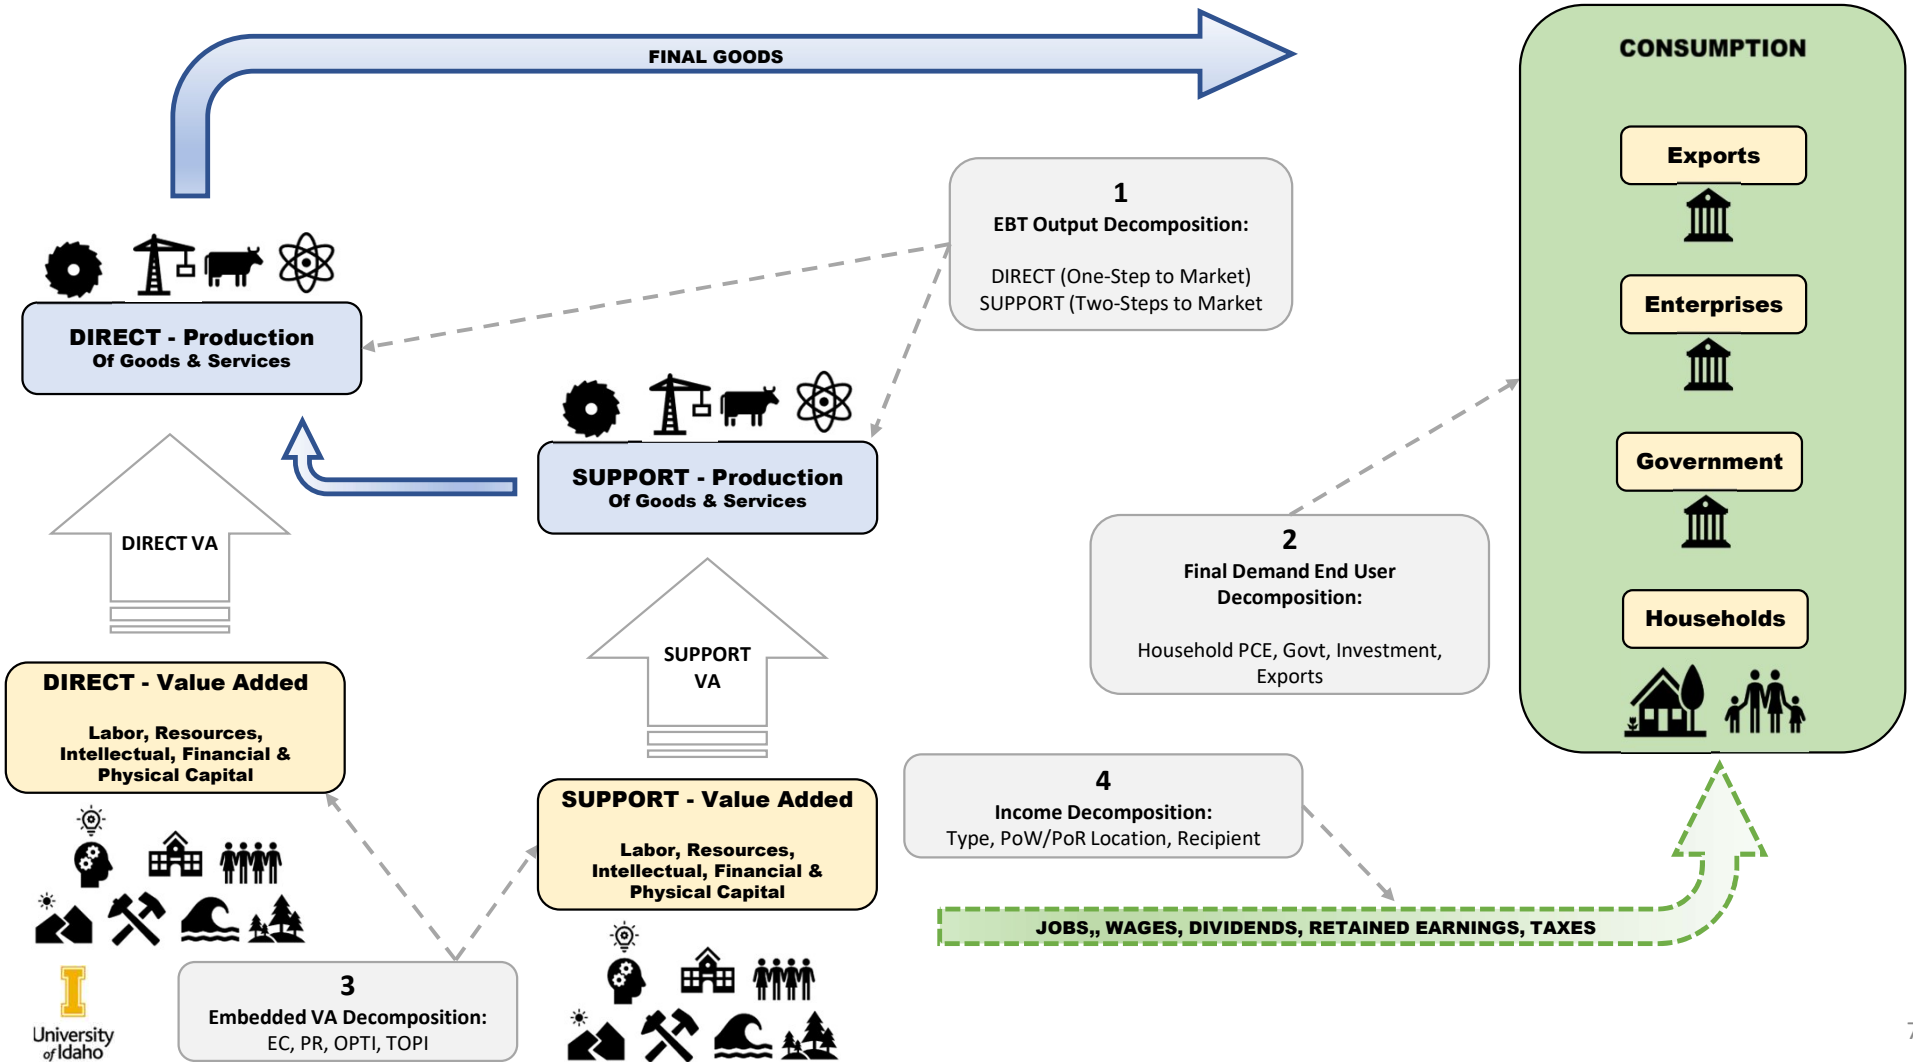 FINAL GOODS
CONSUMPTION
Exports
Enterprises
Government
Households
1
EBT Output Decomposition:
DIRECT (One-Step to Market)
SUPPORT (Two-Steps to Market
DIRECT - Production
Of Goods & Services
SUPPORT - Production
Of Goods & Services
DIRECT VA
SUPPORT
VA
2
Final Demand End User
Decomposition:
Household PCE, Govt, Investment,
Exports
DIRECT - Value Added
Labor, Resources,
Intellectual, Financial &
Physical Capital
SUPPORT - Value Added
Labor, Resources,
Intellectual, Financial &
Physical Capital
4
Income Decomposition:
Type, PoW/PoR Location, Recipient
JOBS,, WAGES, DIVIDENDS, RETAINED EARNINGS, TAXES
3
Embedded VA Decomposition:
EC, PR, OPTI, TOPI
I
University
of Idaho
7